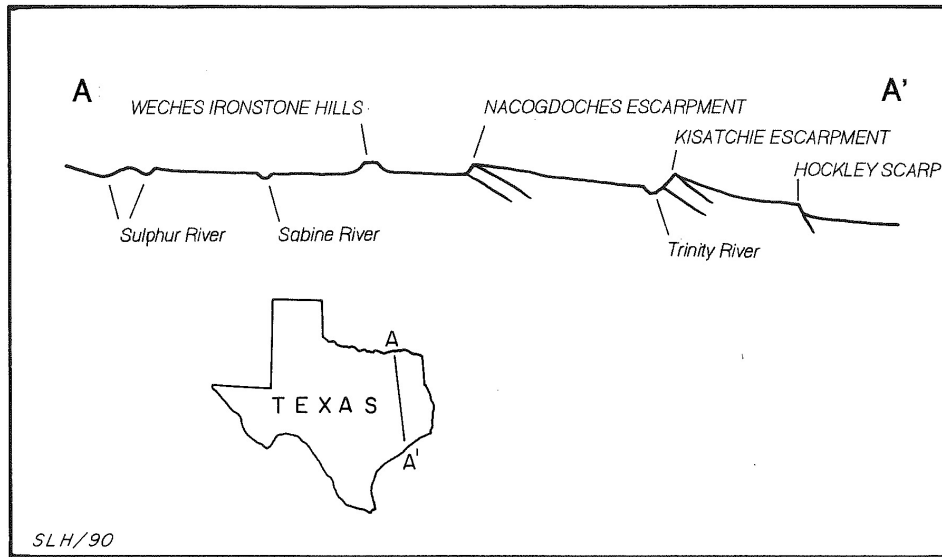 A
A'
WECHES IRONSTONE HILLS
NACOGDOCHES ESCARPMENT
KISATCHIE ESCARPMENT
HOCKLEY SCARP
Sulphur River
Sabine River
Trinity River
A
TEXAS
A'
SLH/90